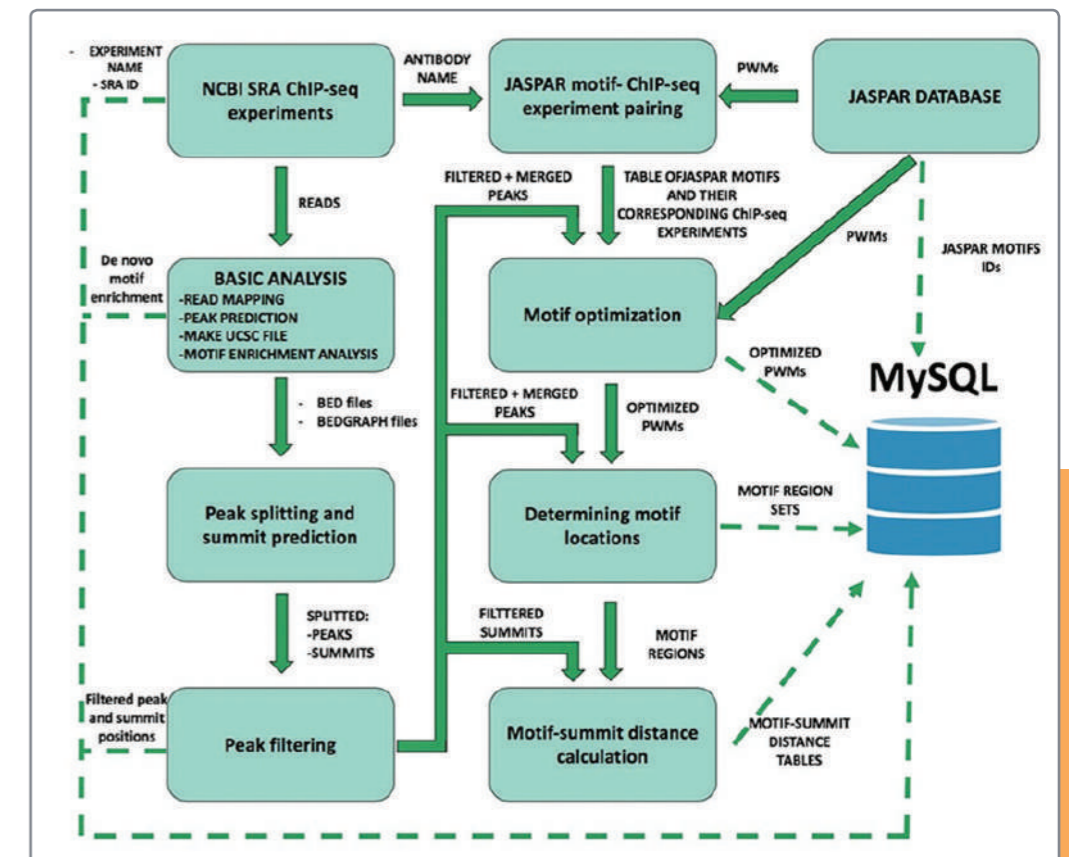 - EXPERIMENT
NAME
- SRA ID
NCBI SRA ChIP-seq
experiments
ANTIBODY
NAME
JASPAR motif- ChIP-seq
experiment pairing
PWMs
JASPAR DATABASE
READS
FILTERED + MERGED
PEAKS
TABLE OFJASPAR MOTIFS
AND THEIR
CORRESPONDING ChIP-seq
EXPERIMENTS
PWMs
JASPAR MOTIFS
IDs
De novo
motif
enrichment
BASIC ANALYSIS
-READ MAPPING
-PEAK PREDICTION
-MAKE UCSC FILE
-MOTIF ENRICHMENT ANALYSIS
Motif optimization
OPTIMIZED
PWMs
MySQL
- BED files
- BEDGRAPH files
FILTERED + MERGED
PEAKS
OPTIMIZED
PWMs
Peak splitting and
summit prediction
Determining motif
locations
MOTIF REGION
SETS
SPLITTED:
-PEAKS
-SUMMITS
FILTTERED
SUMMITS
MOTIF
REGIONS
Filtered peak
and summit
positions
Peak filtering
Motif-summit distance
calculation
MOTIF-SUMMIT
DISTANCE
TABLES